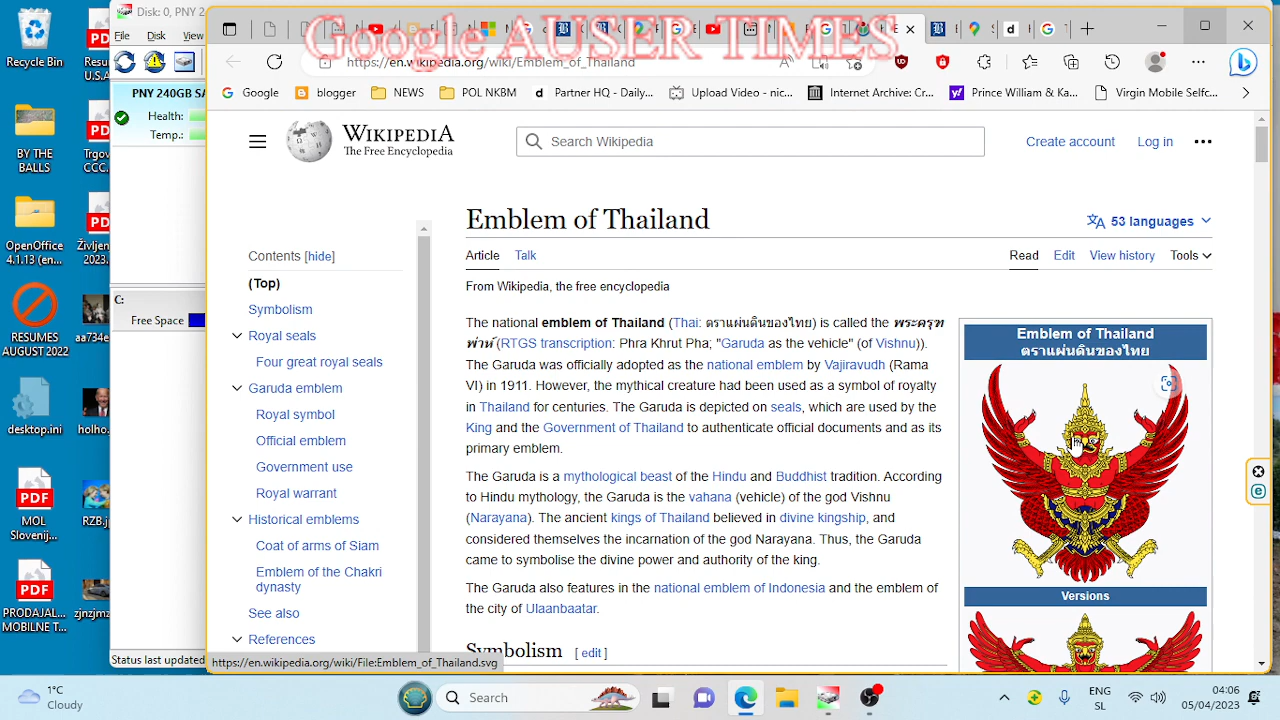 Google AUSER TIMES
Recycle Bin
BY THE
BALLS
OpenOffice
4.1.13 (en...
RESUMES
AUGUST 2022
desktop.ini
MOL
Sloveníj...
PRODAJAL...
MOBILNE T...
PDF
Resum
U.S.A
Trgov
CCC.
Življen
2023.
aa734e
holho.
RZB.j
zjnzjmz
Disk: 0, PNY 24
File Disk View
PNY 240GB SA
Health:
Temp.:
C:
Free Space
Status last updated
https://en.wikipedia.org/wiki/Emblem_of_Thailand
Google
blogger
NEWS
POL NKBM
Partner HQ - Daily...
Upload Video - nic...
Internet Archive: Cr...
Prince William & Ka...
Virgin Mobile Selfc...
WIKIPEDIA
The Free Encyclopedia
Search Wikipedia
Create account
Log in
Contents [hide]
(Top)
Symbolism
Royal seals
Four great royal seals
Garuda emblem
Royal symbol
Official emblem
Government use
Royal warrant
Historical emblems
Coat of arms of Siam
Emblem of the Chakri
dynasty
See also
References
Emblem of Thailand
53 languages
Article Talk
Read Edit View history Tools
From Wikipedia, the free encyclopedia
The national emblem of Thailand (Thai: ตราแผ่นดินของไทย) is called the พระครุฑ
พ่าห์ (RTGS transcription: Phra Khrut Pha; "Garuda as the vehicle" (of Vishnu)).
The Garuda was officially adopted as the national emblem by Vajiravudh (Rama
VI) in 1911. However, the mythical creature had been used as a symbol of royalty
in Thailand for centuries. The Garuda is depicted on seals, which are used by the
King and the Government of Thailand to authenticate official documents and as its
primary emblem.
The Garuda is a mythological beast of the Hindu and Buddhist tradition. According
to Hindu mythology, the Garuda is the vahana (vehicle) of the god Vishnu
(Narayana). The ancient kings of Thailand believed in divine kingship, and
considered themselves the incarnation of the god Narayana. Thus, the Garuda
came to symbolise the divine power and authority of the king.
The Garuda also features in the national emblem of Indonesia and the emblem of
the city of Ulaanbaatar.
Symbolism [ edit ]
Emblem of Thailand
ตราแผ่นดินของไทย
Versions
https://en.wikipedia.org/wiki/File:Emblem_of_Thailand.svg
1°C
Cloudy
Search
ENG
SL
04:06
05/04/2023